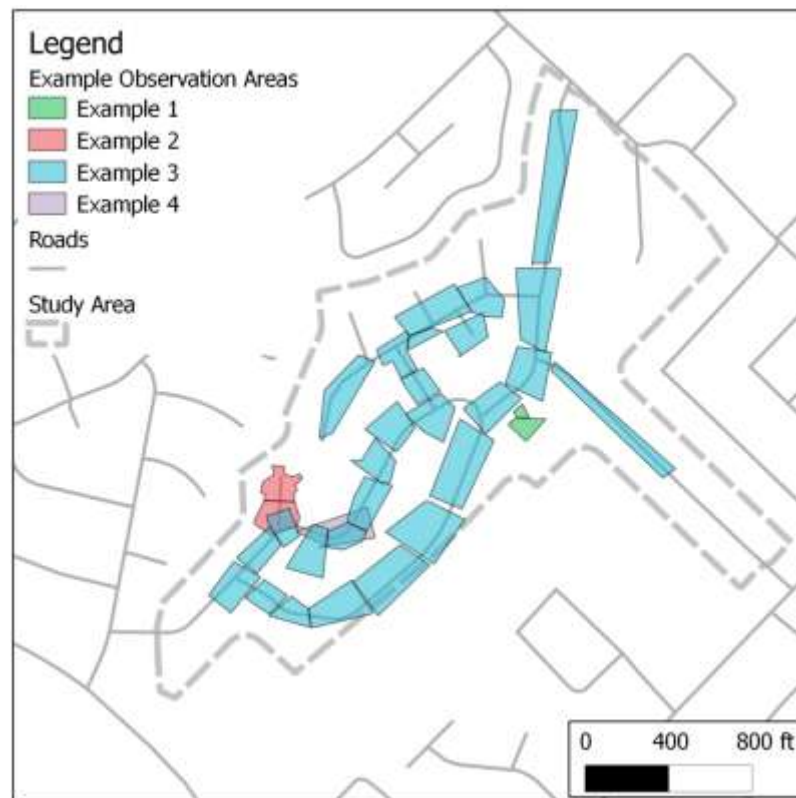 Legend
Example Observation Areas
Example 1
Example 2
Example 3
Example 4
Roads
Study Area
0 400 800 ft